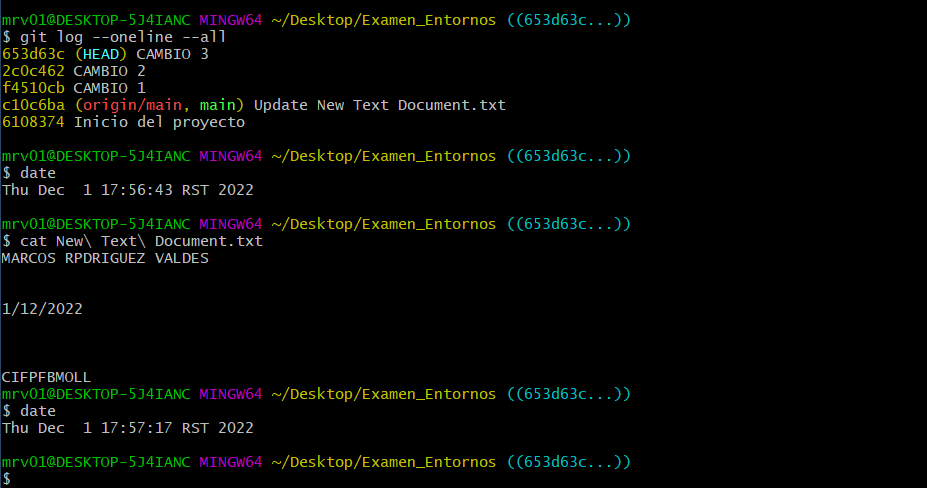 mrv01@DESKTOP-5J4IANC MINGW64 ~/Desktop/Examen_Entornos ((653d63c...))
$ git log --oneline --all
653d63c (HEAD) CAMBIO 3
2c0c462 CAMBIO 2
f4510cb CAMBIO 1
c10c6ba (origin/main, main) Update New Text Document.txt
6108374 Inicio del proyecto
mrv01@DESKTOP-5J4IANC MINGW64 ~/Desktop/Examen_Entornos ((653d63c...))
$ date
Thu Dec  1 17:56:43 RST 2022
mrv01@DESKTOP-5J4IANC MINGW64 ~/Desktop/Examen_Entornos ((653d63c...))
$ cat New\ Text\ Document.txt
MARCOS RPDRIGUEZ VALDES
1/12/2022
CIFPFBMOLL
mrv01@DESKTOP-5J4IANC MINGW64 ~/Desktop/Examen_Entornos ((653d63c...))
$ date
Thu Dec  1 17:57:17 RST 2022
mrv01@DESKTOP-5J4IANC MINGW64 ~/Desktop/Examen_Entornos ((653d63c...))
$